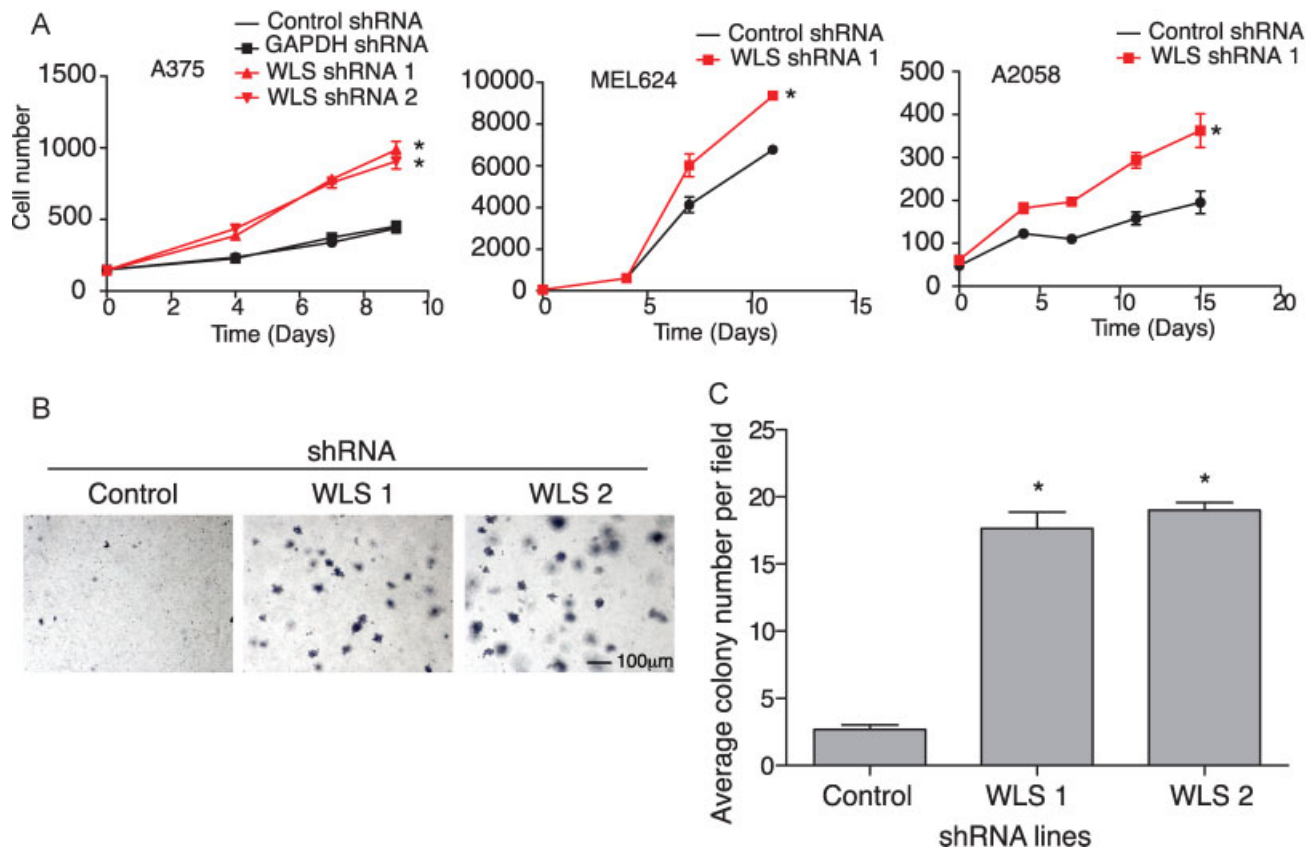 A
Control shRNA
GAPDH shRNA
WLS shRNA 1
WLS shRNA 2
A375
Cell number
1500
1000
500
0
0 2 4 6 8 10
Time (Days)
*
*
Control shRNA
WLS shRNA 1
MEL624
10000
8000
6000
4000
2000
0
0 5 10 15
Time (Days)
*
Control shRNA
WLS shRNA 1
A2058
500
400
300
200
100
0
0 5 10 15 20
Time (Days)
*
B
shRNA
Control WLS 1 WLS 2
100μm
C
Average colony number per field
25
20
15
10
5
0
* *
Control WLS 1 WLS 2
shRNA lines